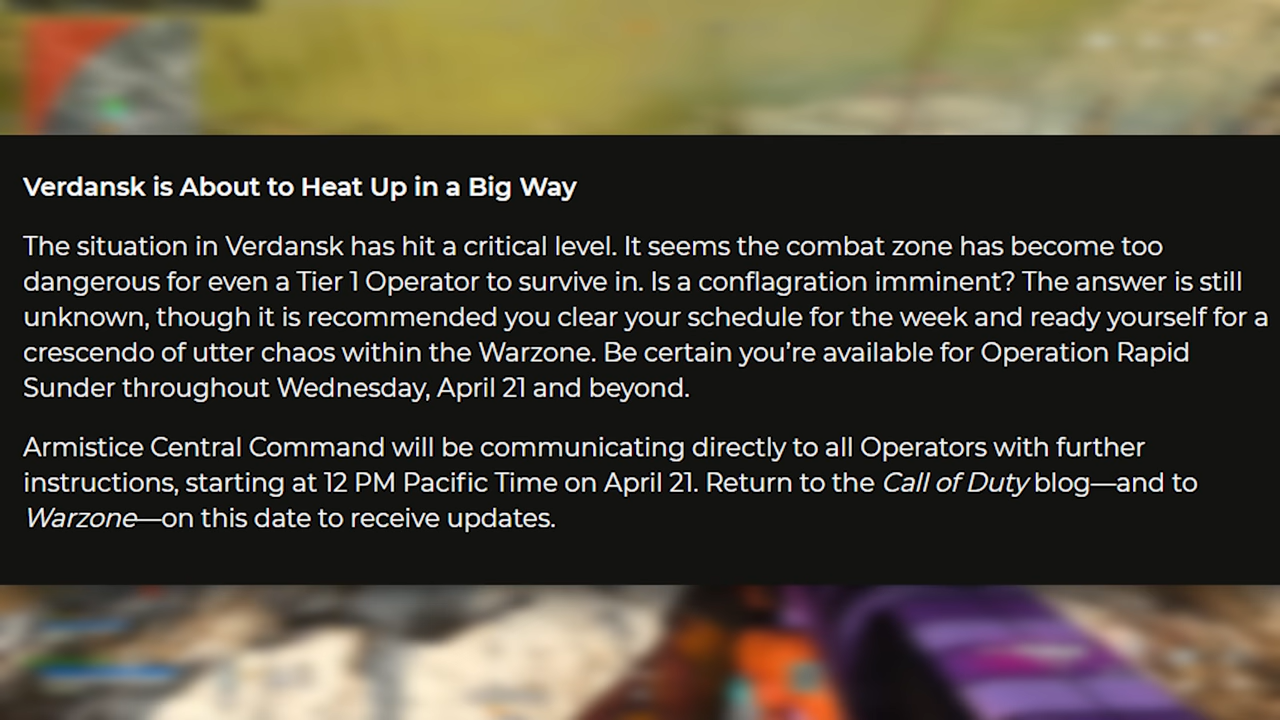 Verdansk is About to Heat Up in a Big Way
The situation in Verdansk has hit a critical level. It seems the combat zone has become too
dangerous for even a Tier 1 Operator to survive in. Is a conflagration imminent? The answer is still
unknown, though it is recommended you clear your schedule for the week and ready yourself for a
crescendo of utter chaos within the Warzone. Be certain you’re available for Operation Rapid
Sunder throughout Wednesday, April 21 and beyond.
Armistice Central Command will be communicating directly to all Operators with further
instructions, starting at 12 PM Pacific Time on April 21. Return to the Call of Duty blog—and to
Warzone—on this date to receive updates.